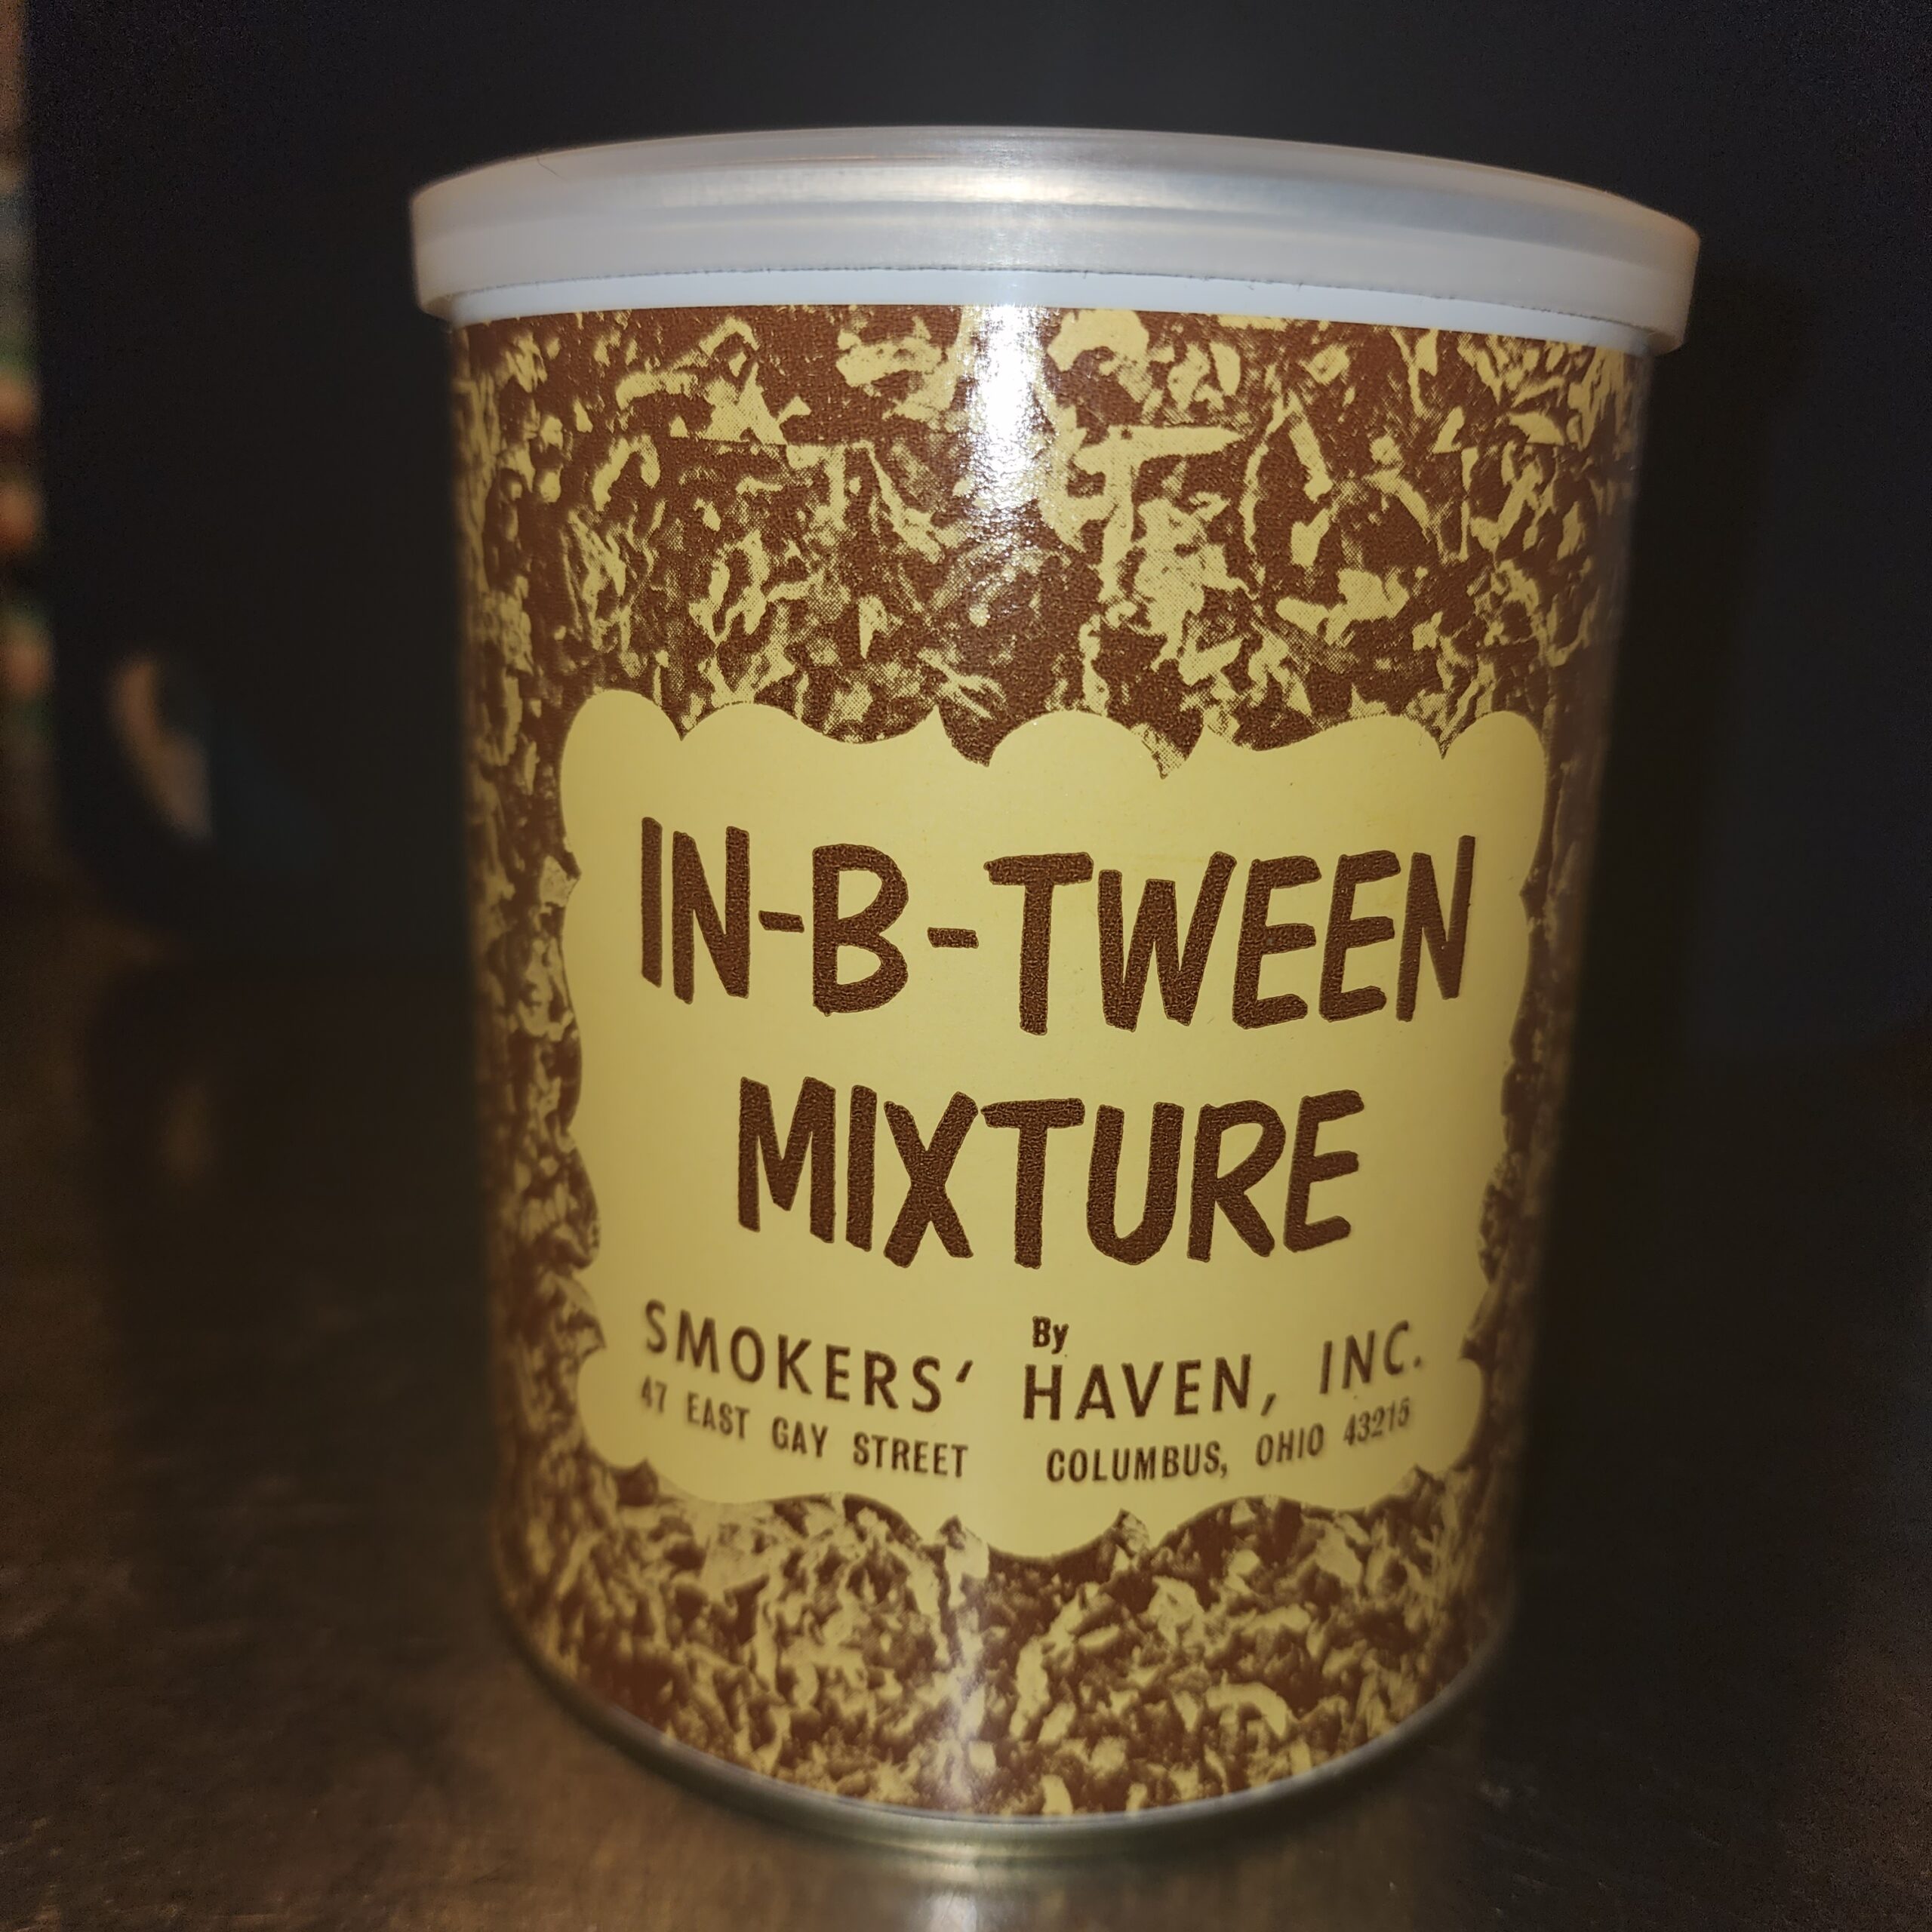 IN-B-TWEEN
MIXTURE
By
SMOKERS' HAVEN, INC.
47 EAST GAY STREET COLUMBUS, OHIO 43215